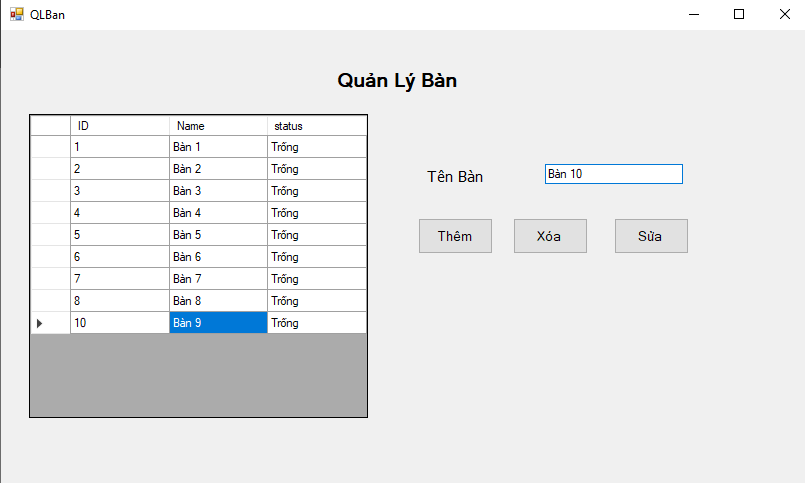 QLBan
Quản Lý Bàn
ID Name status
1 Bàn 1 Trống
2 Bàn 2 Trống
3 Bàn 3 Trống
4 Bàn 4 Trống
5 Bàn 5 Trống
6 Bàn 6 Trống
7 Bàn 7 Trống
8 Bàn 8 Trống
10 Bàn 9 Trống
Tên Bàn Bàn 10
Thêm Xóa Sửa